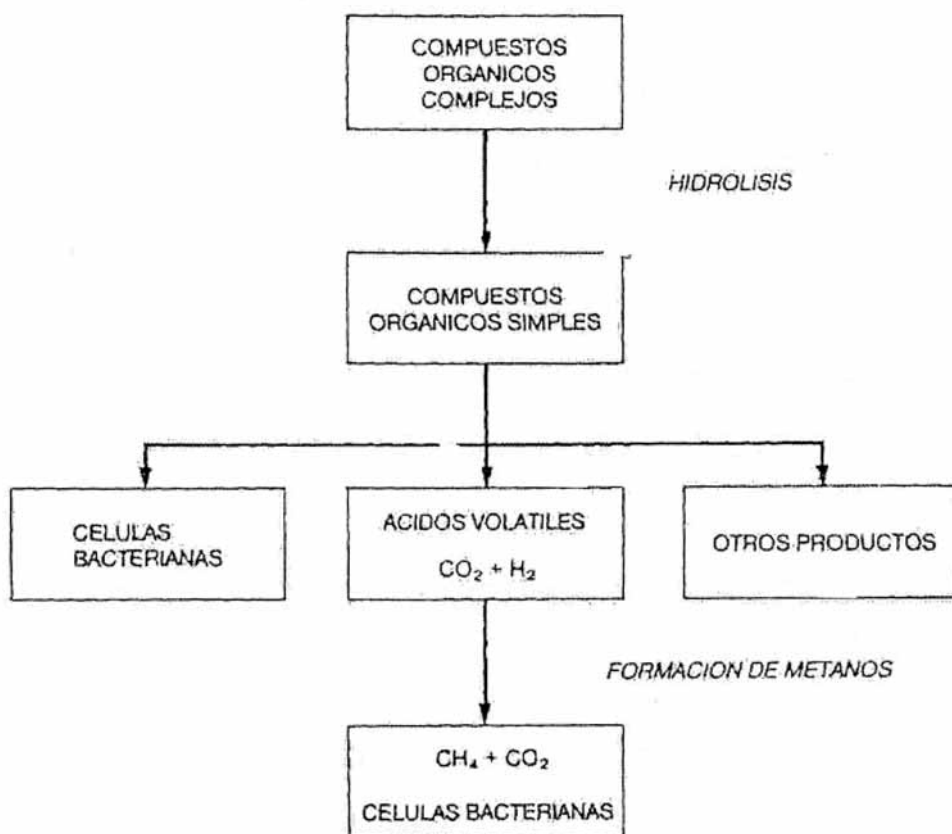 COMPUESTOS
ORGANICOS
COMPLEJOS
HIDROLISIS
COMPUESTOS
ORGANICOS SIMPLES
CELULAS
BACTERIANAS
ACIDOS VOLATILES
CO₂ + H₂
OTROS PRODUCTOS
FORMACION DE METANOS
CH₄ + CO₂
CELULAS BACTERIANAS